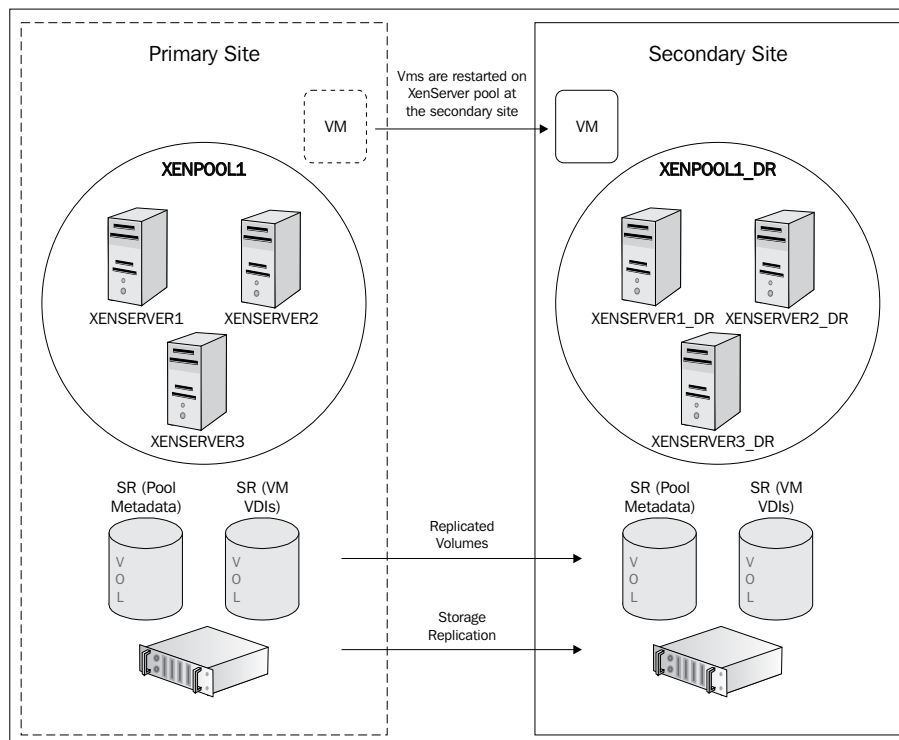 Primary Site
Secondary Site
Vms are restarted on
XenServer pool at
the secondary site
VM
VM
XENPOOL1
XENPOOL1_DR
XENSERVER1
XENSERVER2
XENSERVER1_DR
XENSERVER2_DR
XENSERVER3
XENSERVER3_DR
SR (Pool
Metadata)
SR (VM
VDIs)
SR (Pool
Metadata)
SR (VM
VDIs)
V
O
L
V
O
L
Replicated
Volumes
V
O
L
V
O
L
Storage
Replication